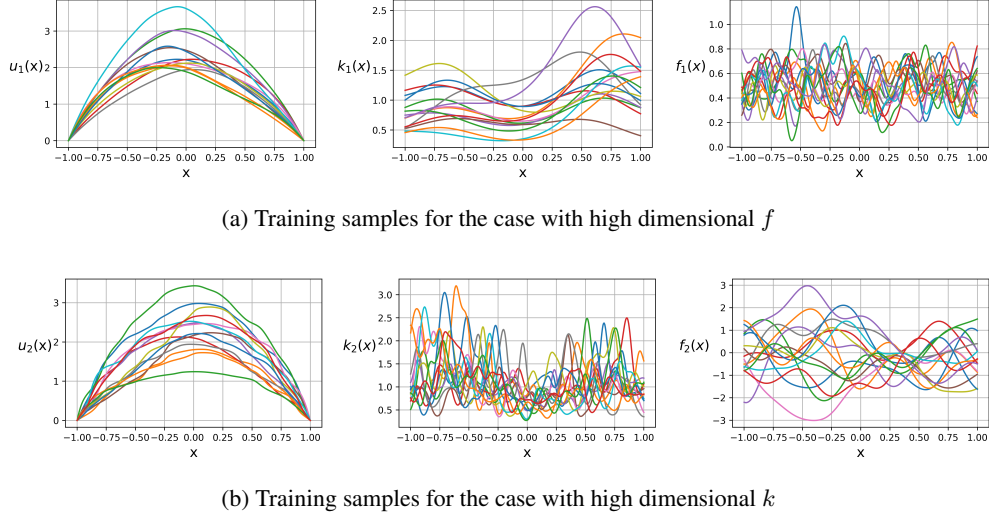 u₁(x)
3
2
1
0
−1.00 −0.75 −0.50 −0.25 0.00 0.25 0.50 0.75 1.00
x
k₁(x)
2.5
2.0
1.5
1.0
0.5
−1.00 −0.75 −0.50 −0.25 0.00 0.25 0.50 0.75 1.00
x
f₁(x)
1.0
0.8
0.6
0.4
0.2
0.0
−1.00 −0.75 −0.50 −0.25 0.00 0.25 0.50 0.75 1.00
x
(a) Training samples for the case with high dimensional f
u₂(x)
3
2
1
0
−1.00 −0.75 −0.50 −0.25 0.00 0.25 0.50 0.75 1.00
x
k₂(x)
3.0
2.5
2.0
1.5
1.0
0.5
−1.00 −0.75 −0.50 −0.25 0.00 0.25 0.50 0.75 1.00
x
f₂(x)
3
2
1
0
−1
−2
−3
−1.00 −0.75 −0.50 −0.25 0.00 0.25 0.50 0.75 1.00
x
(b) Training samples for the case with high dimensional k